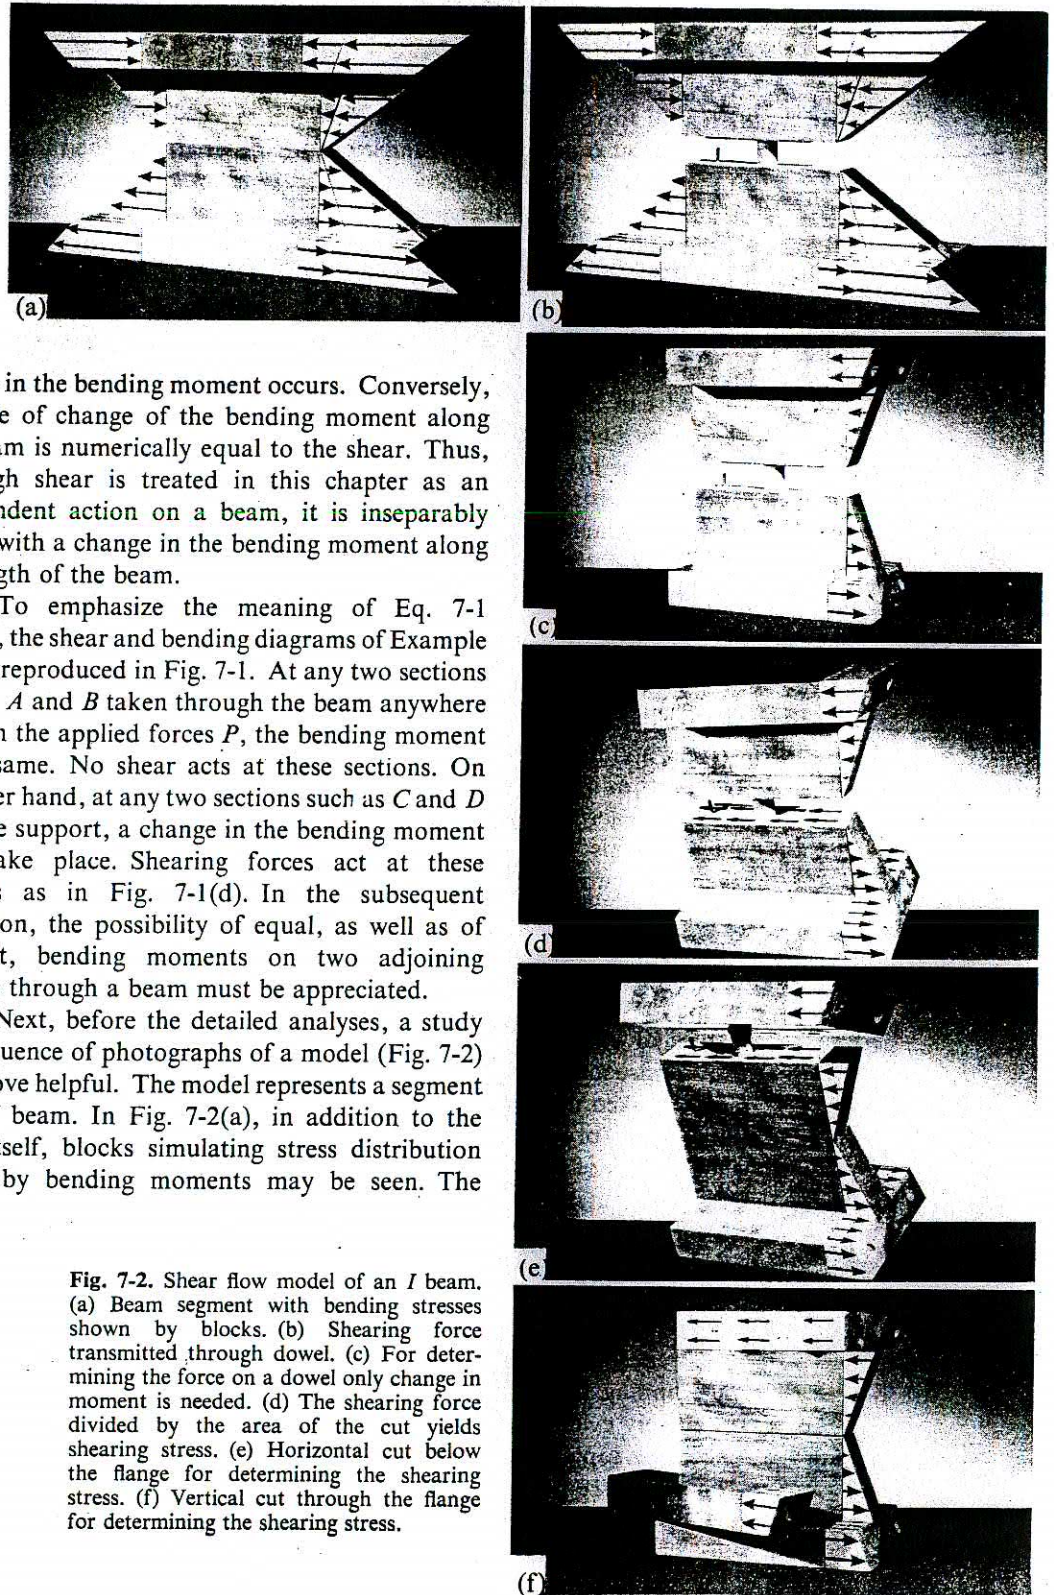 (a)
(b)
in the bending moment occurs. Conversely,
e of change of the bending moment along
m is numerically equal to the shear. Thus,
gh shear is treated in this chapter as an
ndent action on a beam, it is inseparably
with a change in the bending moment along
gth of the beam.
To emphasize the meaning of Eq. 7-1
, the shear and bending diagrams of Example
reproduced in Fig. 7-1. At any two sections
A and B taken through the beam anywhere
n the applied forces P, the bending moment
same. No shear acts at these sections. On
er hand, at any two sections such as C and D
e support, a change in the bending moment
ake place. Shearing forces act at these
s as in Fig. 7-1(d). In the subsequent
on, the possibility of equal, as well as of
t, bending moments on two adjoining
through a beam must be appreciated.
Next, before the detailed analyses, a study
uence of photographs of a model (Fig. 7-2)
ove helpful. The model represents a segment
beam. In Fig. 7-2(a), in addition to the
self, blocks simulating stress distribution
by bending moments may be seen. The
Fig. 7-2. Shear flow model of an I beam.
(a) Beam segment with bending stresses
shown by blocks. (b) Shearing force
transmitted through dowel. (c) For deter-
mining the force on a dowel only change in
moment is needed. (d) The shearing force
divided by the area of the cut yields
shearing stress. (e) Horizontal cut below
the flange for determining the shearing
stress. (f) Vertical cut through the flange
for determining the shearing stress.
(c)
(d)
(e)
(f)